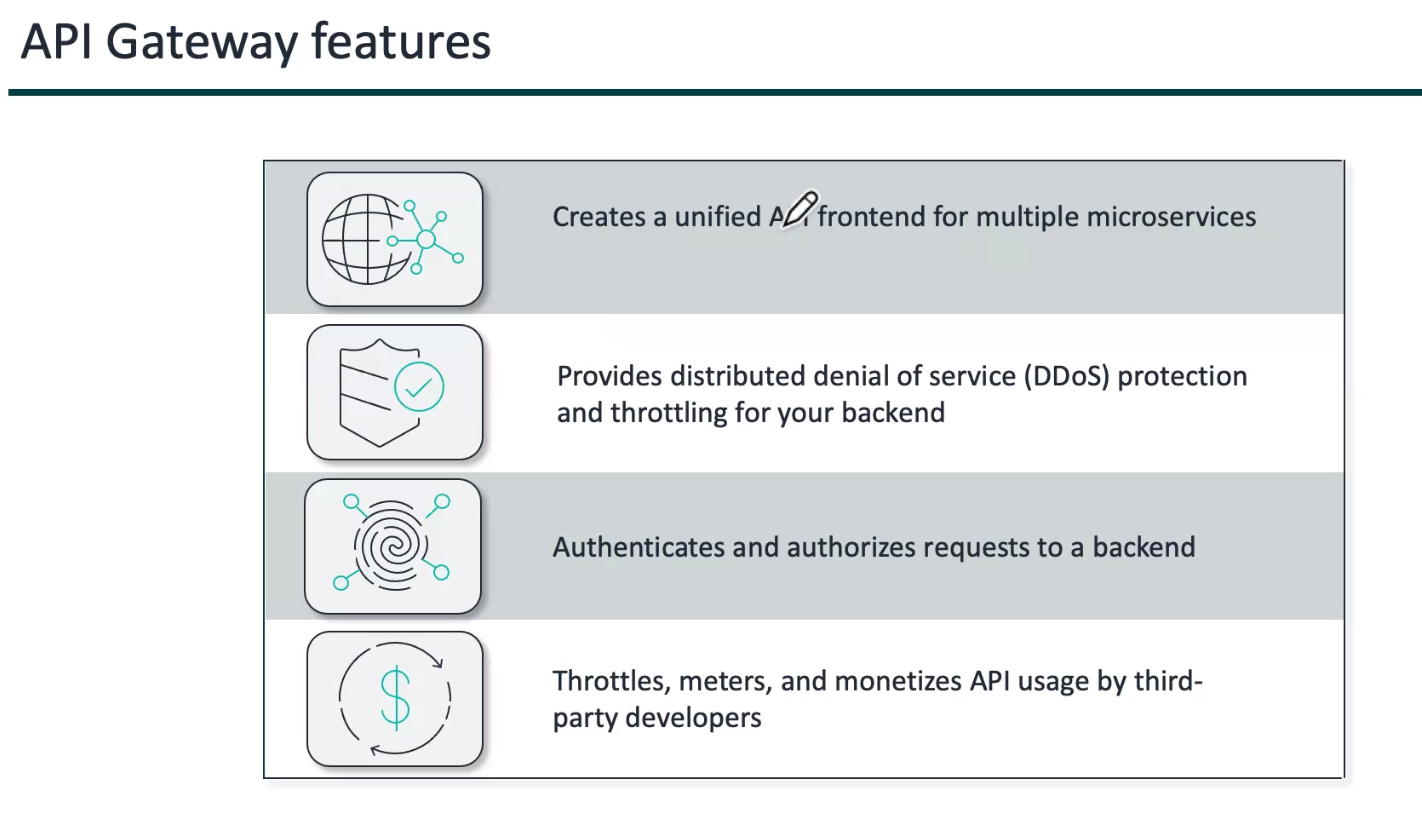 API Gateway features
Creates a unified API frontend for multiple microservices
Provides distributed denial of service (DDoS) protection
and throttling for your backend
Authenticates and authorizes requests to a backend
Throttles, meters, and monetizes API usage by third-
party developers